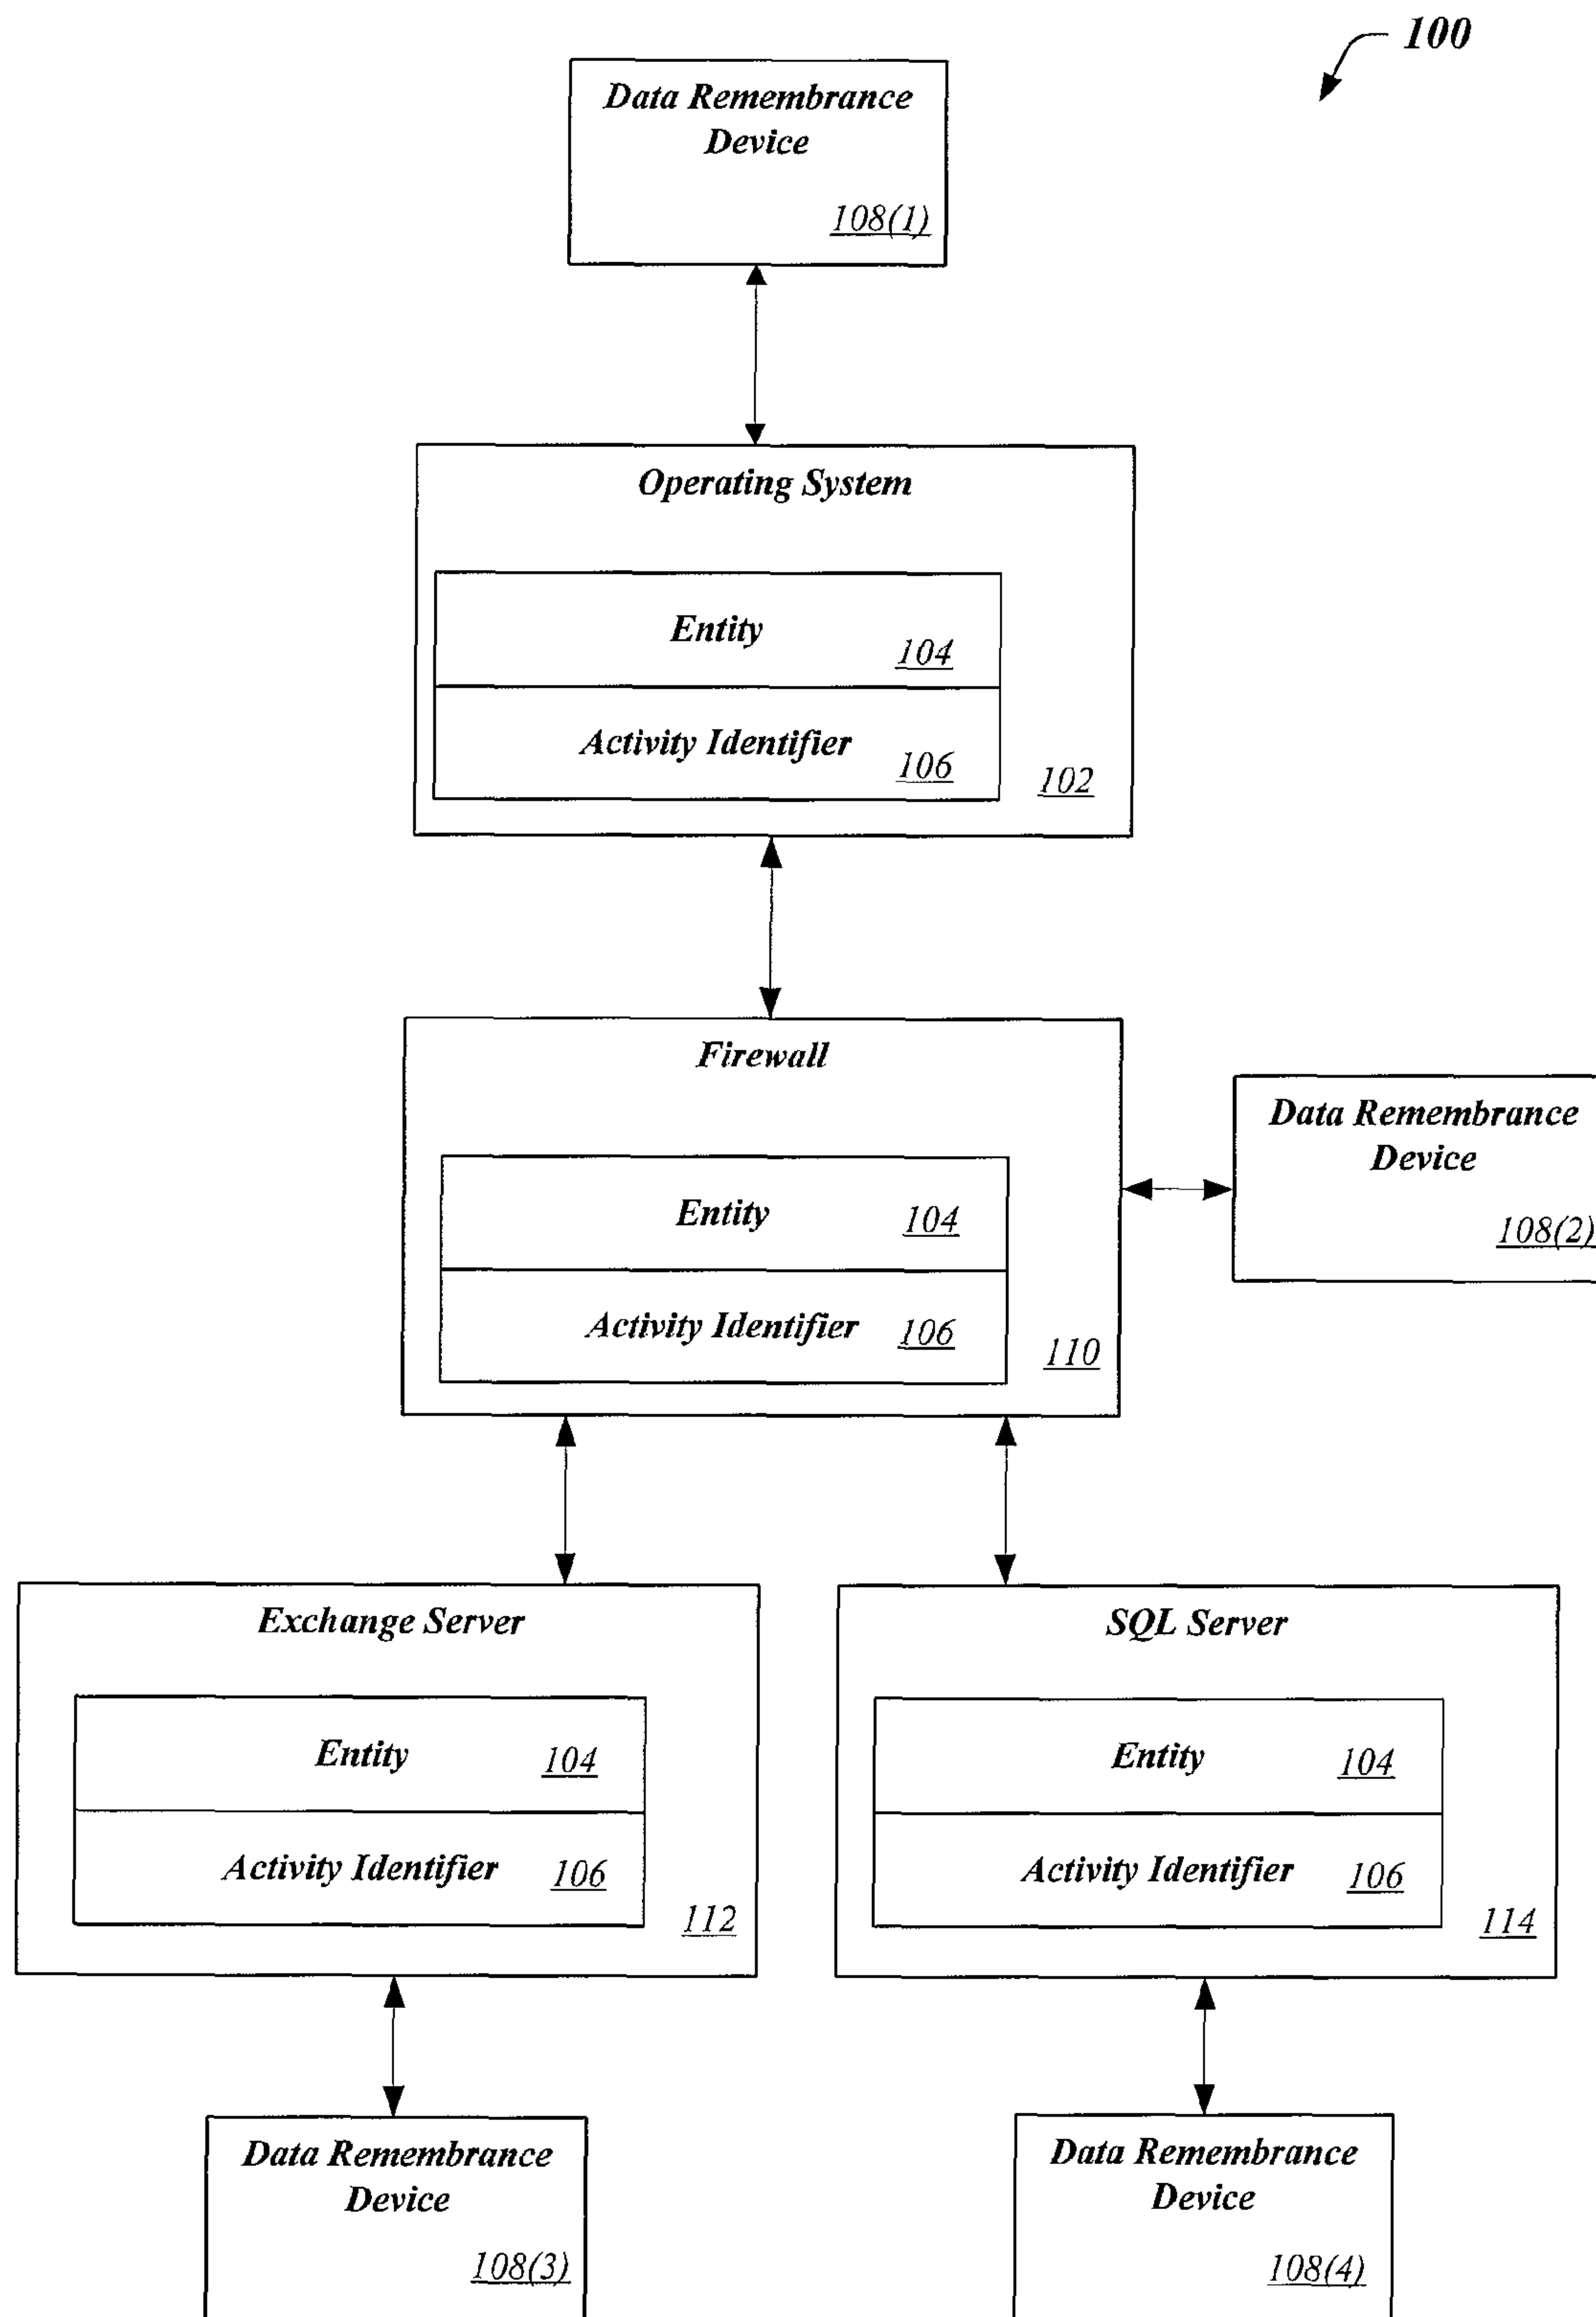 100
Data Remembrance
Device
108(1)
Operating System
Entity
104
Activity Identifier
106
102
Firewall
Entity
104
Activity Identifier
106
110
Data Remembrance
Device
108(2)
Exchange Server
Entity
104
Activity Identifier
106
112
SQL Server
Entity
104
Activity Identifier
106
114
Data Remembrance
Device
108(3)
Data Remembrance
Device
108(4)